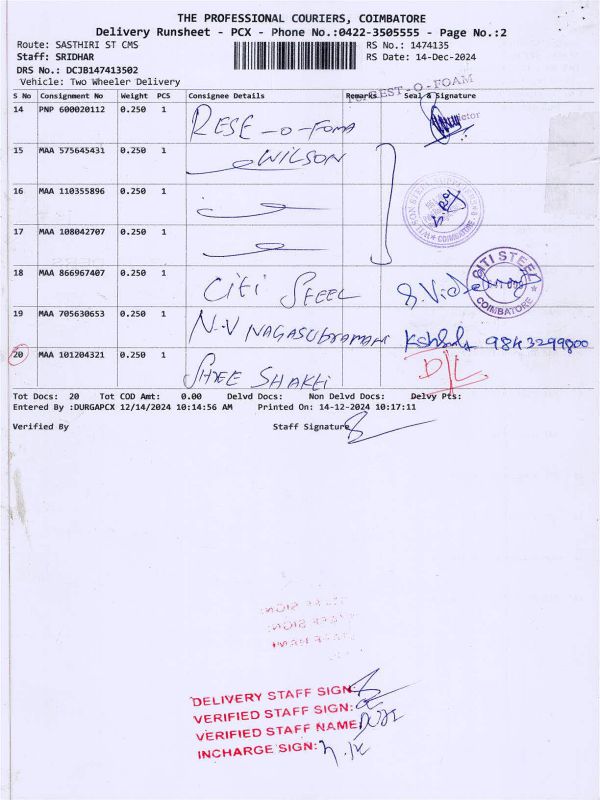 THE PROFESSIONAL COURIERS, COIMBATORE
Delivery Runsheet - PCX - Phone No.:0422-3505555 - Page No.:2
Route: SASTHIRI ST CMS RS No.: 1474135
Staff: SRIDHAR RS Date: 14-Dec-2024
DRS No.: DCJB147413502
Vehicle: Two Wheeler Delivery
S No Consignment No Weight PCS Consignee Details Remarks Seal & Signature
REST-O-FOAM
14 PNP 600020112 0.250 1 RESE-O-FOMA
15 MAA 575645431 0.250 1 WILSON
16 MAA 110355896 0.250 1
COIMBATORE
17 MAA 108042707 0.250 1
18 MAA 866967407 0.250 1 Citi Steel
CITI STEEL
COIMBATORE
19 MAA 705630653 0.250 1 N.V NAGASUBRAMANI 9843299800
20 MAA 101204321 0.250 1 SHREE SHAKti D/L
Tot Docs: 20 Tot COD Amt: 0.00 Delvd Docs: Non Delvd Docs: Delvy Pts:
Entered By :DURGAPCX 12/14/2024 10:14:56 AM Printed On: 14-12-2024 10:17:11
Verified By Staff Signature
DELIVERY STAFF SIGN:
VERIFIED STAFF SIGN:
VERIFIED STAFF NAME
INCHARGE SIGN: